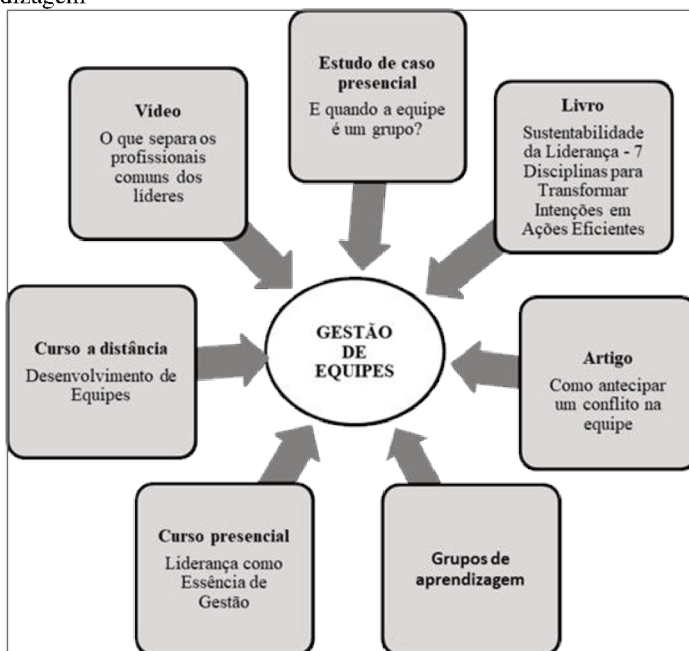 Estudo de caso
presencial
E quando a equipe
é um grupo?
Vídeo
O que separa os
profissionais
comuns dos
líderes
Livro
Sustentabilidade
da Liderança - 7
Disciplinas para
Transformar
Intenções em
Ações Eficientes
GESTÃO
DE
EQUIPES
Curso a distância
Desenvolvimento de
Equipes
Artigo
Como antecipar
um conflito na
equipe
Curso presencial
Liderança como
Essência de
Gestão
Grupos de
aprendizagem